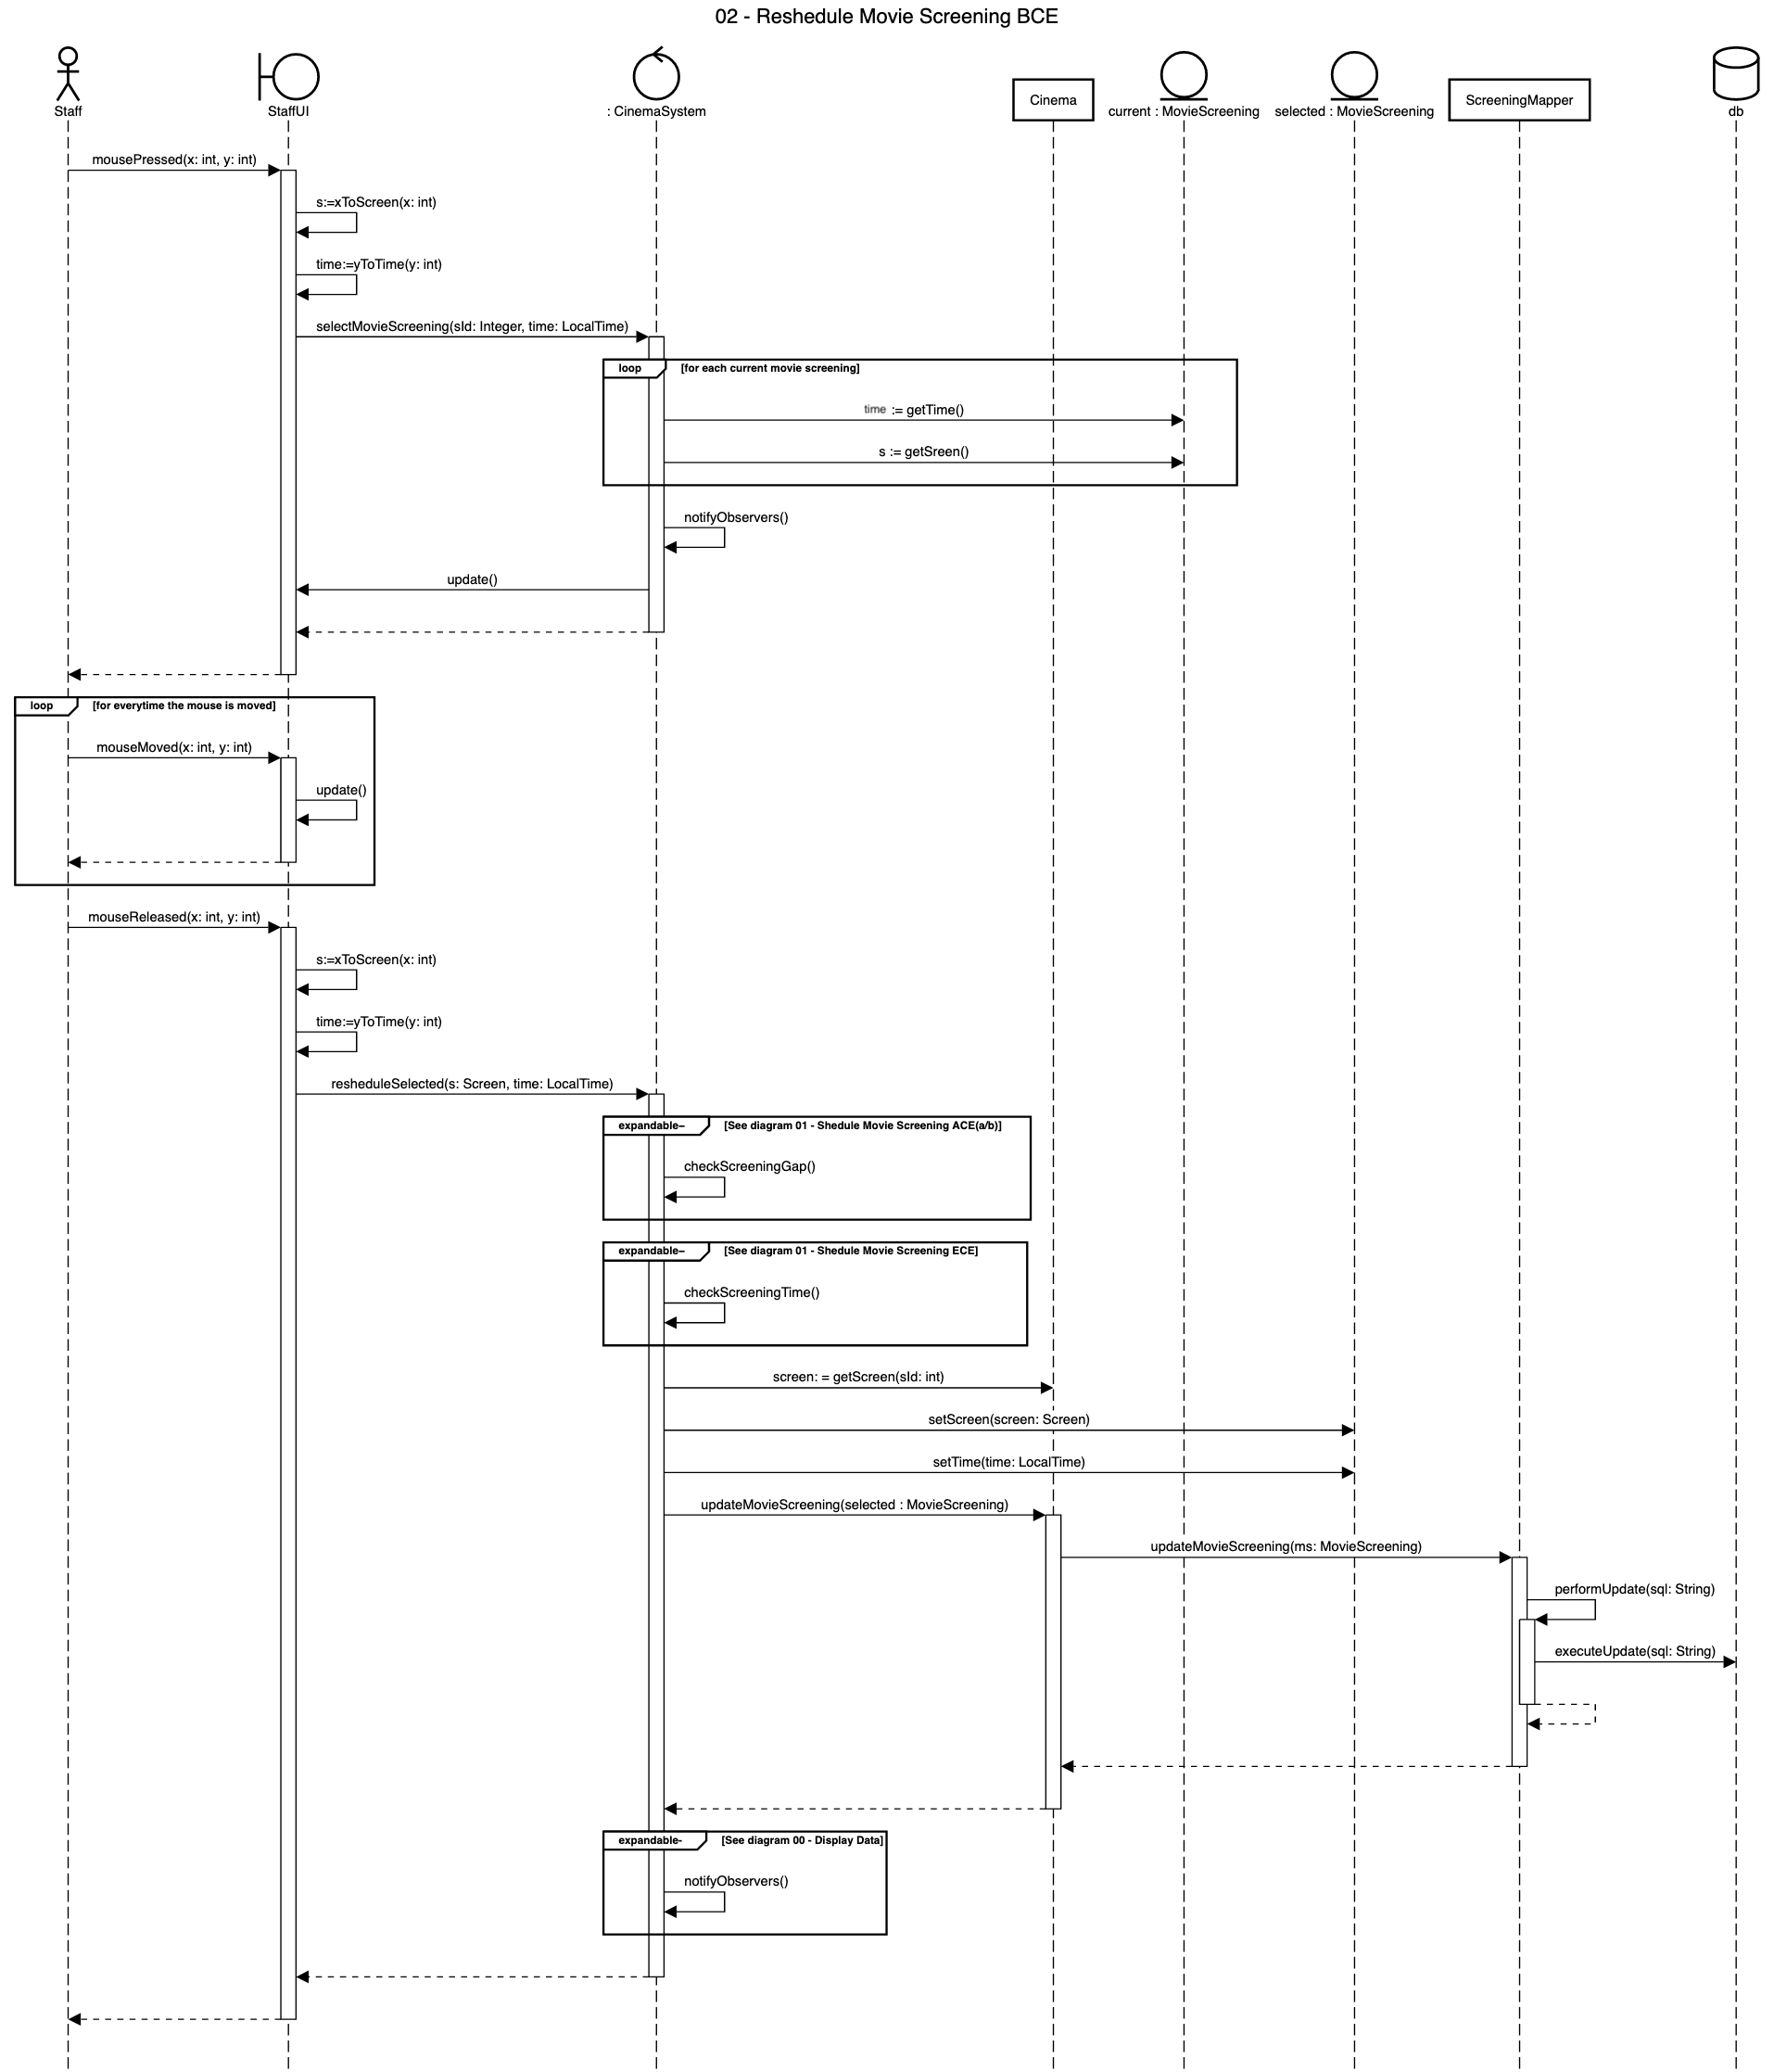 02 - Reshedule Movie Screening BCE
Staff
StaffUI
: CinemaSystem
Cinema
current : MovieScreening
selected : MovieScreening
ScreeningMapper
db
mousePressed(x: int, y: int)
s:=xToScreen(x: int)
time:=yToTime(y: int)
selectMovieScreening(sId: Integer, time: LocalTime)
loop [for each current movie screening]
time := getTime()
s := getSreen()
notifyObservers()
update()
loop [for everytime the mouse is moved]
mouseMoved(x: int, y: int)
update()
mouseReleased(x: int, y: int)
s:=xToScreen(x: int)
time:=yToTime(y: int)
resheduleSelected(s: Screen, time: LocalTime)
expandable– [See diagram 01 - Shedule Movie Screening ACE(a/b)]
checkScreeningGap()
expandable– [See diagram 01 - Shedule Movie Screening ECE]
checkScreeningTime()
screen: = getScreen(sId: int)
setScreen(screen: Screen)
setTime(time: LocalTime)
updateMovieScreening(selected : MovieScreening)
updateMovieScreening(ms: MovieScreening)
performUpdate(sql: String)
executeUpdate(sql: String)
expandable- [See diagram 00 - Display Data]
notifyObservers()